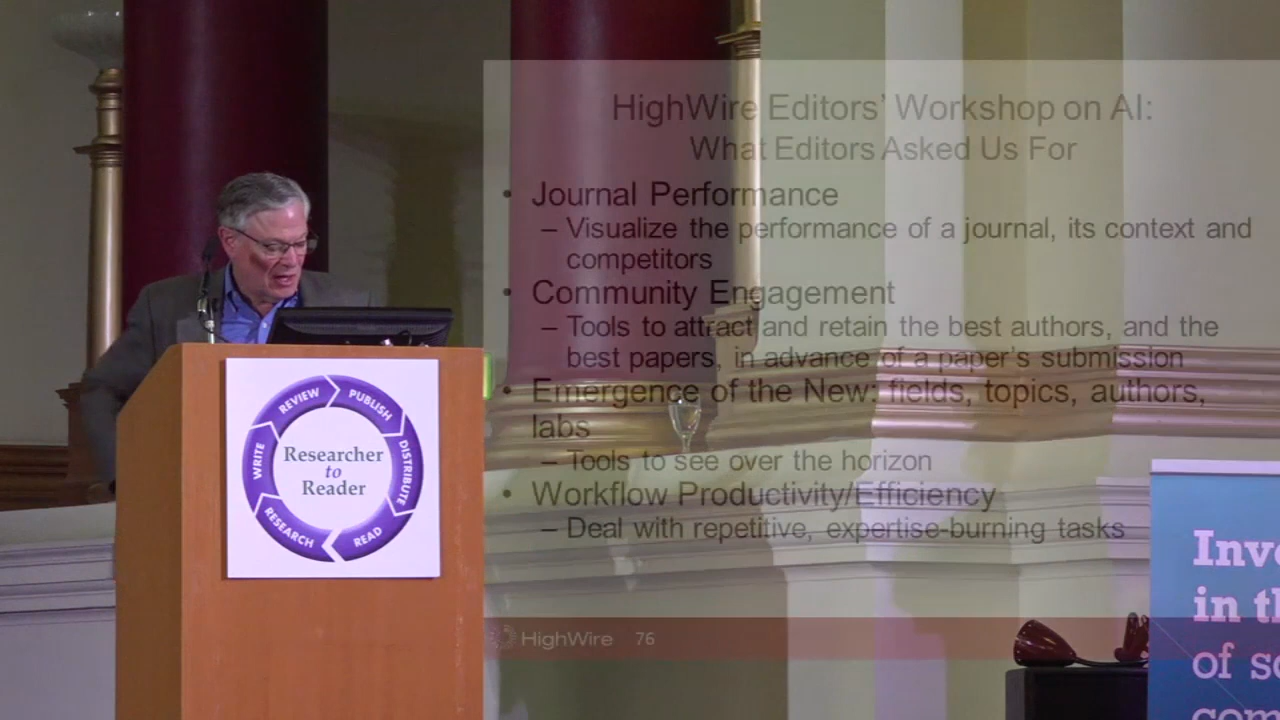 HighWire Editors' Workshop on AI:
What Editors Asked Us For
• Journal Performance
– Visualize the performance of a journal, its context and
competitors
• Community Engagement
– Tools to attract and retain the best authors, and the
best papers, in advance of a paper's submission
• Emergence of the New: fields, topics, authors,
labs
– Tools to see over the horizon
• Workflow Productivity/Efficiency
– Deal with repetitive, expertise-burning tasks
HighWire 76
REVIEW
PUBLISH
DISTRIBUTE
READ
RESEARCH
WRITE
Researcher
to
Reader
in
of